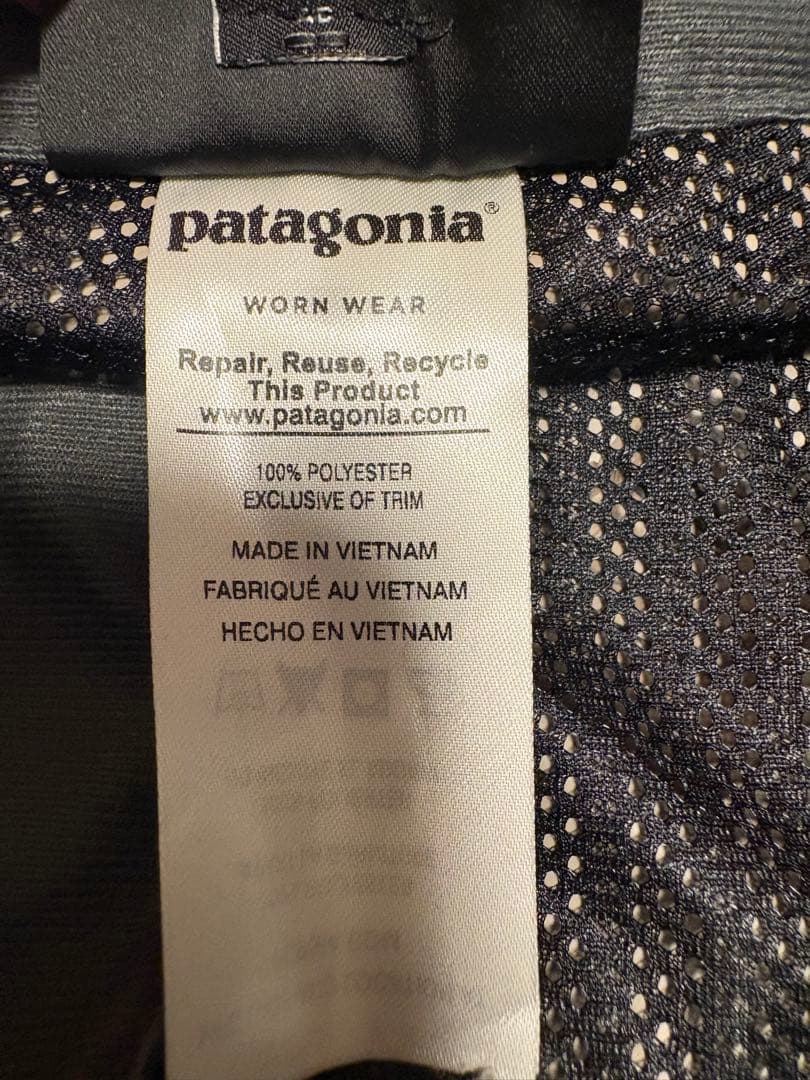 patagonia®
WORN WEAR
Repair, Reuse, Recycle
This Product
www.patagonia.com
100% POLYESTER
EXCLUSIVE OF TRIM
MADE IN VIETNAM
FABRIQUÉ AU VIETNAM
HECHO EN VIETNAM